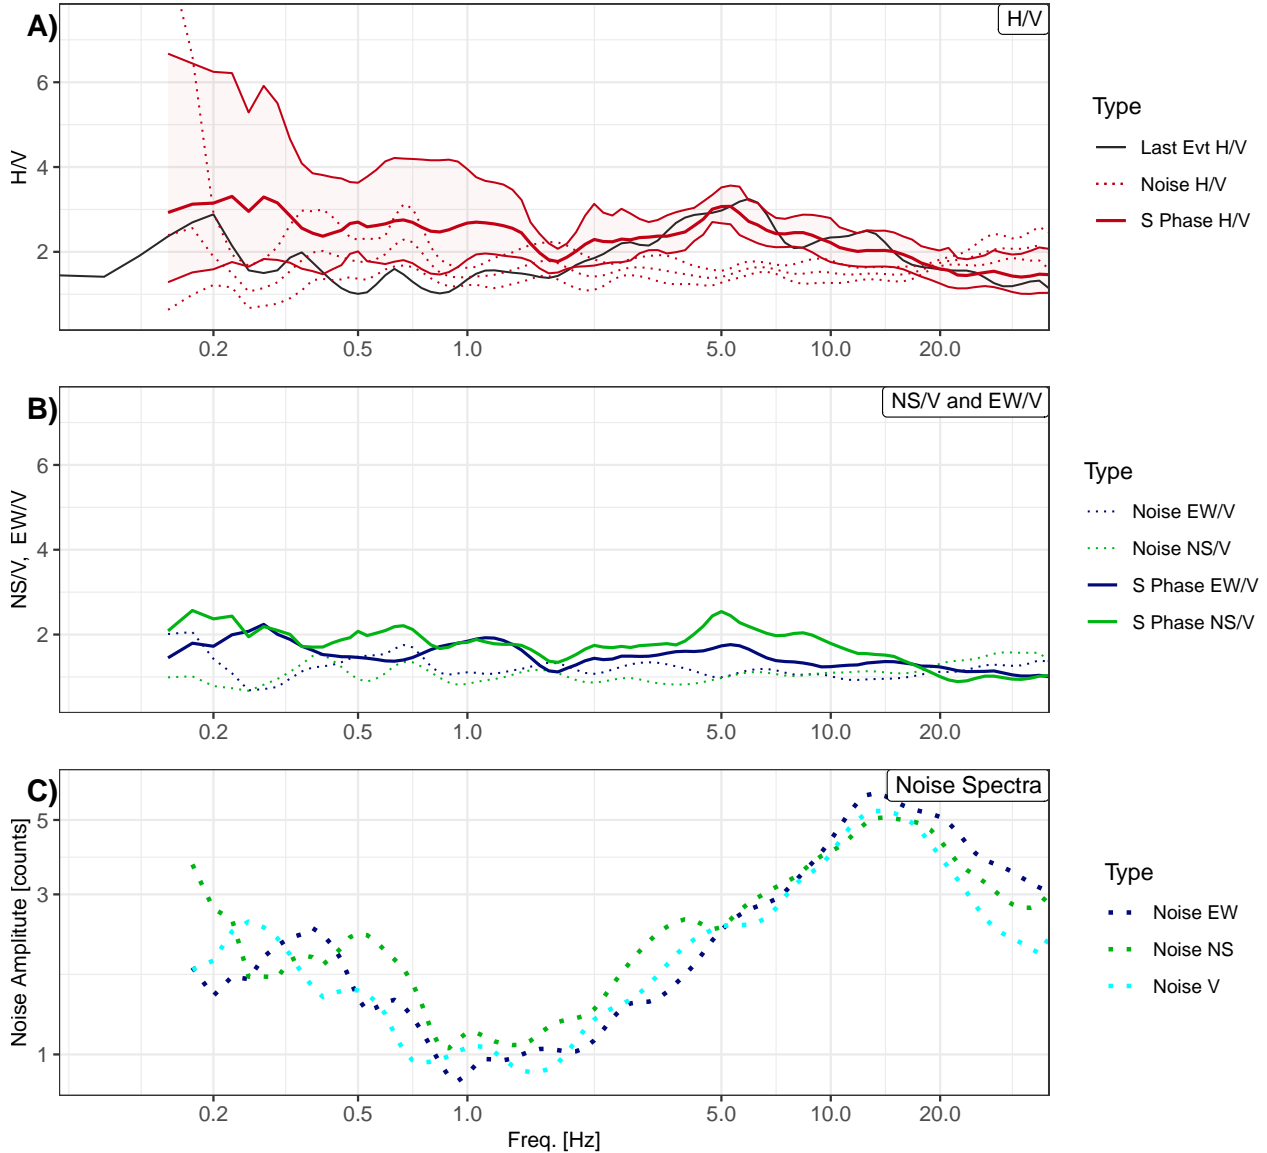 A)
H/V
6
4
2
H/V
0.2 0.5 1.0 5.0 10.0 20.0
Type
Last Evt H/V
Noise H/V
S Phase H/V
B)
NS/V and EW/V
6
4
2
NS/V, EW/V
0.2 0.5 1.0 5.0 10.0 20.0
Type
Noise EW/V
Noise NS/V
S Phase EW/V
S Phase NS/V
C)
Noise Spectra
5
3
1
Noise Amplitude [counts]
0.2 0.5 1.0 5.0 10.0 20.0
Freq. [Hz]
Type
Noise EW
Noise NS
Noise V